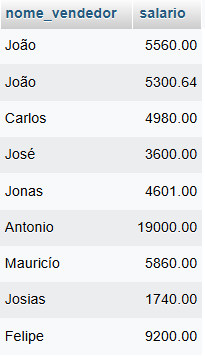 nome_vendedor salario
João 5560.00
João 5300.64
Carlos 4980.00
José 3600.00
Jonas 4601.00
Antonio 19000.00
Mauricío 5860.00
Josias 1740.00
Felipe 9200.00